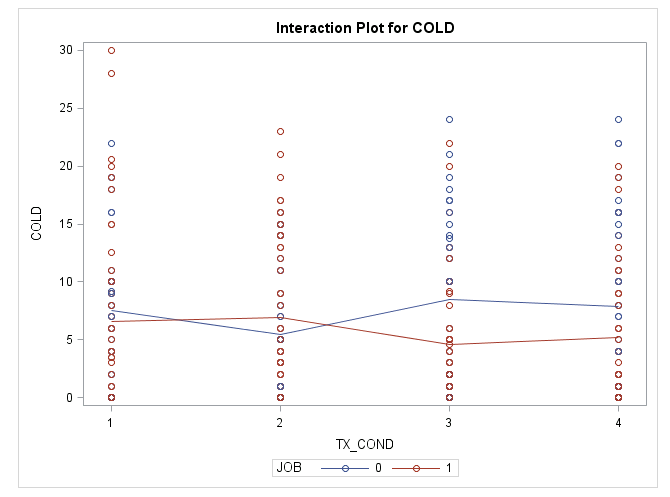 Interaction Plot for COLD
30
25
20
15
10
5
0
COLD
1 2 3 4
TX_COND
JOB 0 1